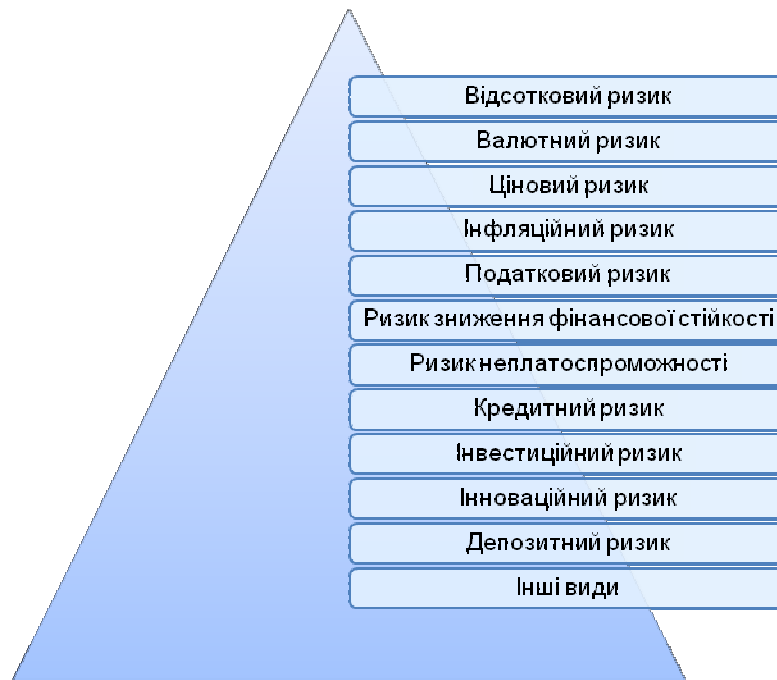 Відсотковий ризик
Валютний ризик
Ціновий ризик
Інфляційний ризик
Податковий ризик
Ризик зниження фінансової стійкості
Ризик неплатоспроможності
Кредитний ризик
Інвестиційний ризик
Інноваційний ризик
Депозитний ризик
Інші види